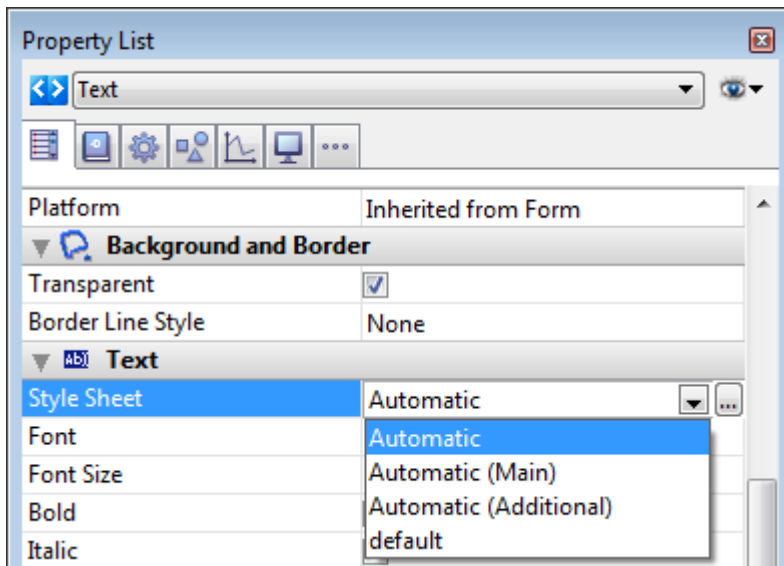 Property List
Text
Platform Inherited from Form
Background and Border
Transparent
Border Line Style None
Ab Text
Style Sheet Automatic ...
Font Automatic
Font Size Automatic (Main)
Bold Automatic (Additional)
Italic default